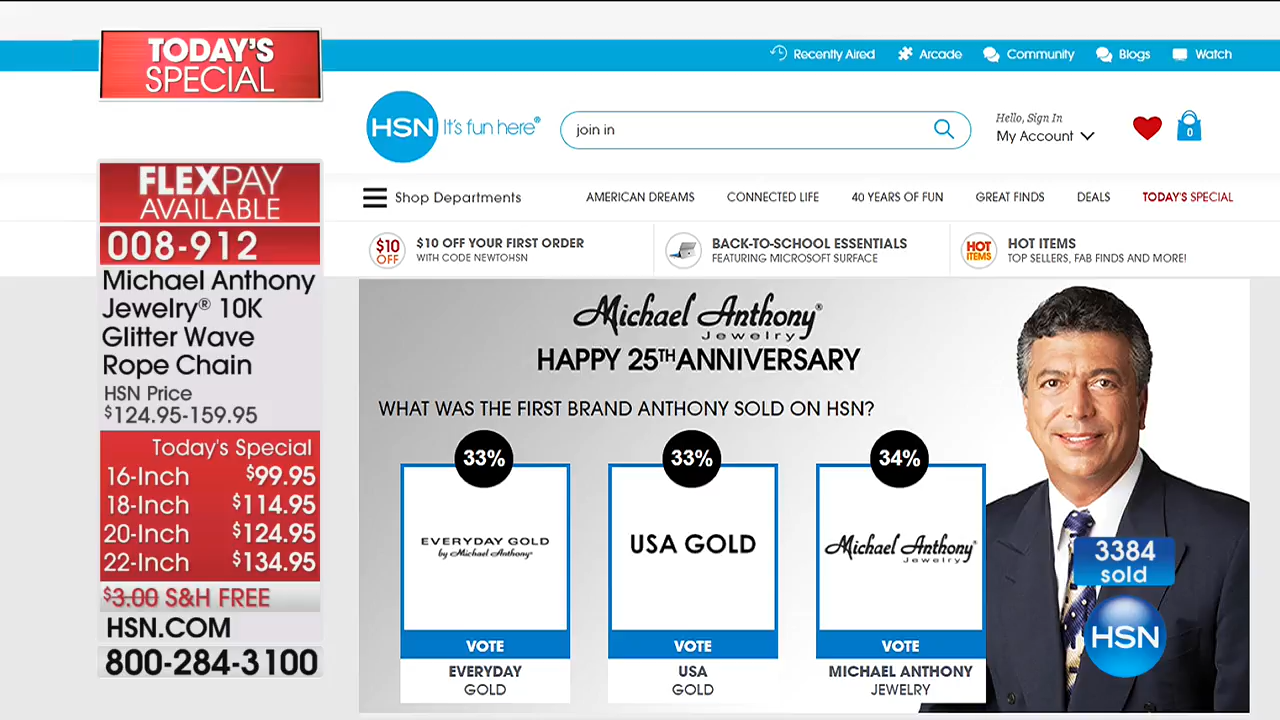 TODAY'S
SPECIAL
FLEXPAY
AVAILABLE
008-912
Michael Anthony
Jewelry® 10K
Glitter Wave
Rope Chain
HSN Price
$124.95-159.95
Today's Special
16-Inch $99.95
18-Inch $114.95
20-Inch $124.95
22-Inch $134.95
$3.00 S&H FREE
HSN.COM
800-284-3100
Recently Aired Arcade Community Blogs Watch
HSN It's fun here®
join in
Hello, Sign In
My Account
0
Shop Departments AMERICAN DREAMS CONNECTED LIFE 40 YEARS OF FUN GREAT FINDS DEALS TODAY'S SPECIAL
$10
OFF
$10 OFF YOUR FIRST ORDER
WITH CODE NEWTOHSN
BACK-TO-SCHOOL ESSENTIALS
FEATURING MICROSOFT SURFACE
HOT
ITEMS
HOT ITEMS
TOP SELLERS, FAB FINDS AND MORE!
Michael Anthony®
Jewelry
HAPPY 25TH ANNIVERSARY
WHAT WAS THE FIRST BRAND ANTHONY SOLD ON HSN?
33%
EVERYDAY GOLD
by Michael Anthony®
VOTE
EVERYDAY
GOLD
33%
USA GOLD
VOTE
USA
GOLD
34%
Michael Anthony®
Jewelry
VOTE
MICHAEL ANTHONY
JEWELRY
3384
sold
HSN